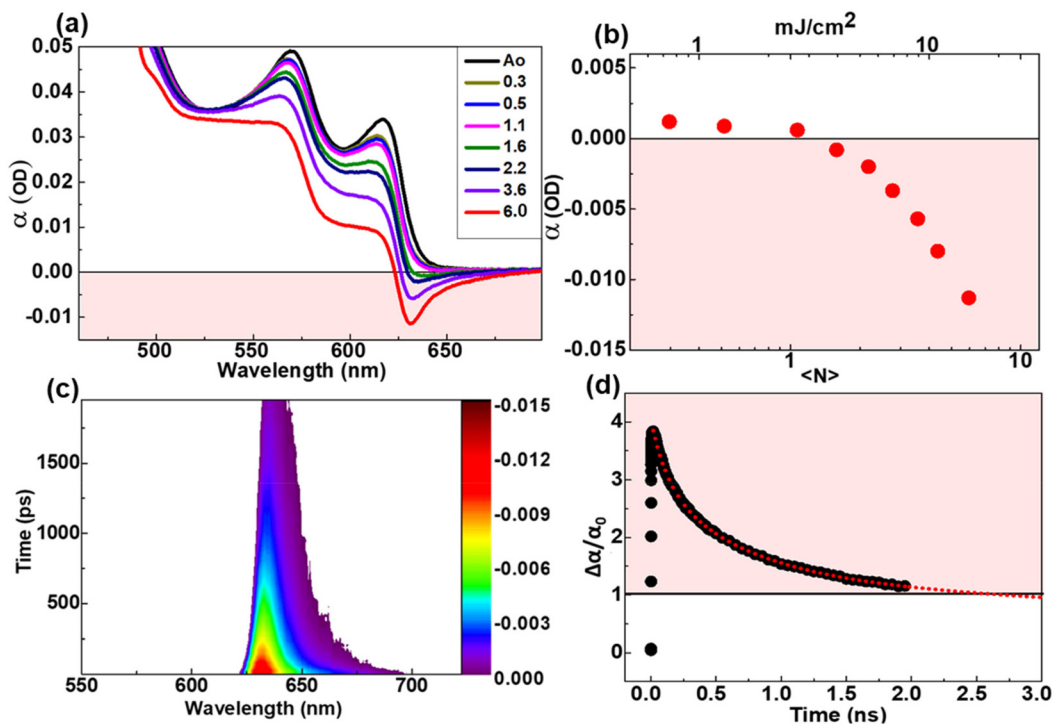 (a)
0.05
0.04
0.03
0.02
0.01
0.00
-0.01
α (OD)
500 550 600 650
Wavelength (nm)
Ao
0.3
0.5
1.1
1.6
2.2
3.6
6.0
(b)
mJ/cm2
1 10
0.005
0.000
-0.005
-0.010
-0.015
α (OD)
1 10
<N>
(c)
1500
1000
500
Time (ps)
550 600 650 700
Wavelength (nm)
-0.015
-0.012
-0.009
-0.006
-0.003
0.000
(d)
4
3
2
1
0
Δα/α0
0.0 0.5 1.0 1.5 2.0 2.5 3.0
Time (ns)